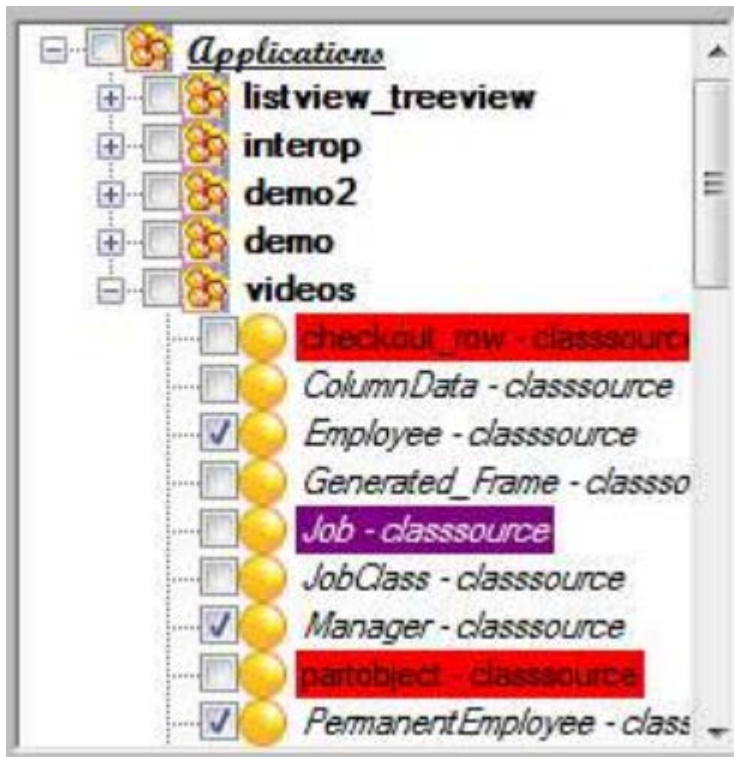 Applications
listview_treeview
interop
demo2
demo
videos
checkout_row - classsource
ColumnData - classsource
Employee - classsource
Generated_Frame - classso
Job - classsource
JobClass - classsource
Manager - classsource
partobject - classsource
PermanentEmployee - class